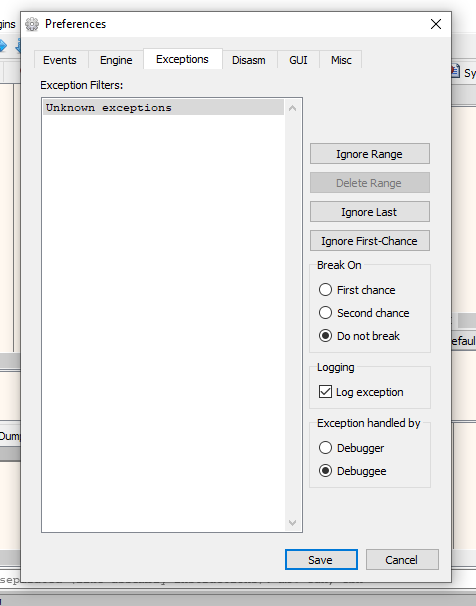 Preferences
gins
Events Engine Exceptions Disasm GUI Misc
Sy
Exception Filters:
Unknown exceptions
Ignore Range
Delete Range
Ignore Last
Ignore First-Chance
Break On
First chance
Second chance
Do not break
efaul
Logging
Log exception
Exception handled by
Dump
Debugger
Debuggee
Save Cancel